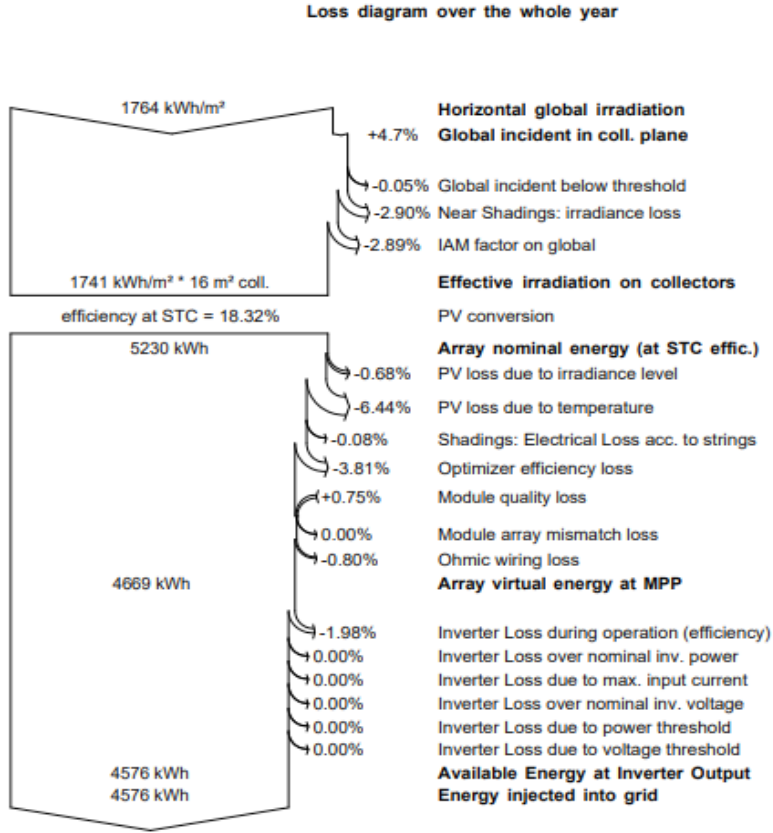 Loss diagram over the whole year
1764 kWh/m² Horizontal global irradiation
+4.7% Global incident in coll. plane
-0.05% Global incident below threshold
-2.90% Near Shadings: irradiance loss
-2.89% IAM factor on global
1741 kWh/m² * 16 m² coll. Effective irradiation on collectors
efficiency at STC = 18.32% PV conversion
5230 kWh Array nominal energy (at STC effic.)
-0.68% PV loss due to irradiance level
-6.44% PV loss due to temperature
-0.08% Shadings: Electrical Loss acc. to strings
-3.81% Optimizer efficiency loss
+0.75% Module quality loss
0.00% Module array mismatch loss
-0.80% Ohmic wiring loss
4669 kWh Array virtual energy at MPP
-1.98% Inverter Loss during operation (efficiency)
0.00% Inverter Loss over nominal inv. power
0.00% Inverter Loss due to max. input current
0.00% Inverter Loss over nominal inv. voltage
0.00% Inverter Loss due to power threshold
0.00% Inverter Loss due to voltage threshold
4576 kWh Available Energy at Inverter Output
4576 kWh Energy injected into grid